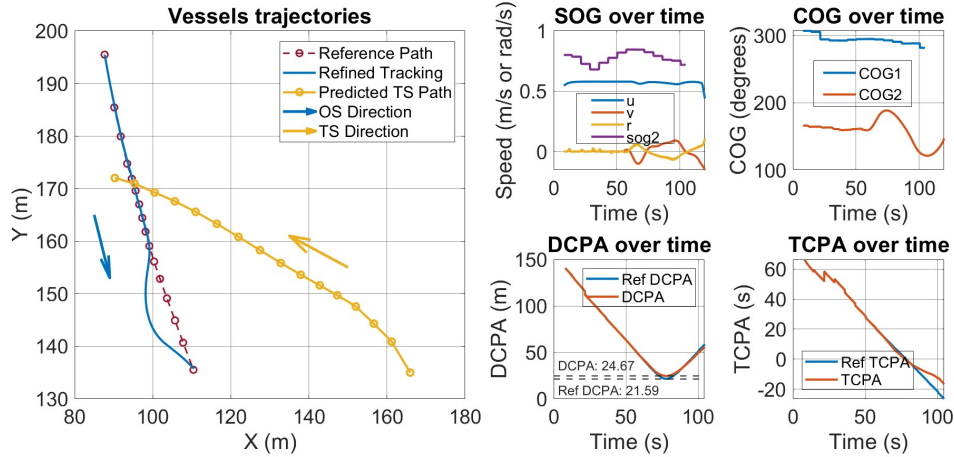 Vessels trajectories
200
190
180
170
160
150
140
130
80
100
120
140
160
180
X (m)
Y (m)
Reference Path
Refined Tracking
Predicted TS Path
OS Direction
TS Direction
SOG over time
1
0.5
0
0
50
100
Speed (m/s or rad/s)
Time (s)
u
v
r
sog2
COG over time
300
200
100
0
50
100
COG (degrees)
Time (s)
COG1
COG2
DCPA over time
150
100
50
0
0
50
100
DCPA (m)
Time (s)
Ref DCPA
DCPA
DCPA: 24.67
Ref DCPA: 21.59
TCPA over time
60
40
20
0
-20
0
50
100
TCPA (s)
Time (s)
Ref TCPA
TCPA